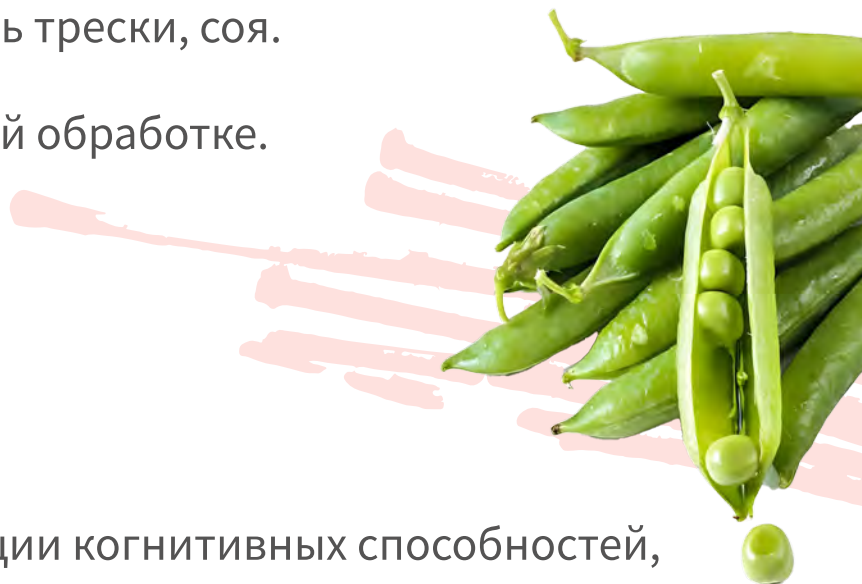 ь трески, соя.
й обработке.
ции когнитивных способностей,